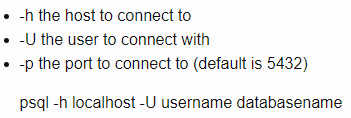 • -h the host to connect to
• -U the user to connect with
• -p the port to connect to (default is 5432)
psql -h localhost -U username databasename